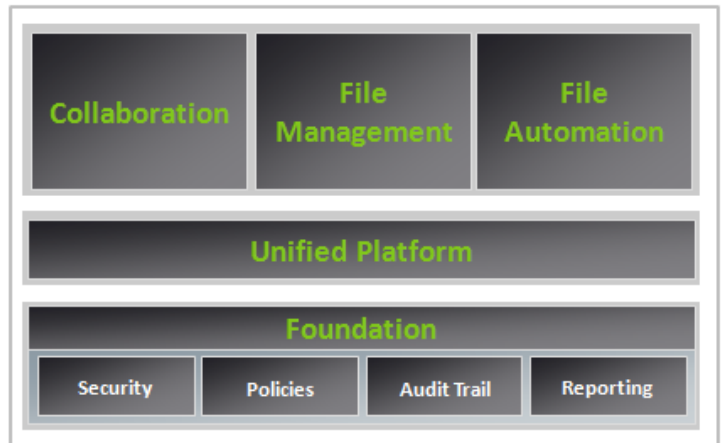 Collaboration
File
Management
File
Automation
Unified Platform
Foundation
Security
Policies
Audit Trail
Reporting